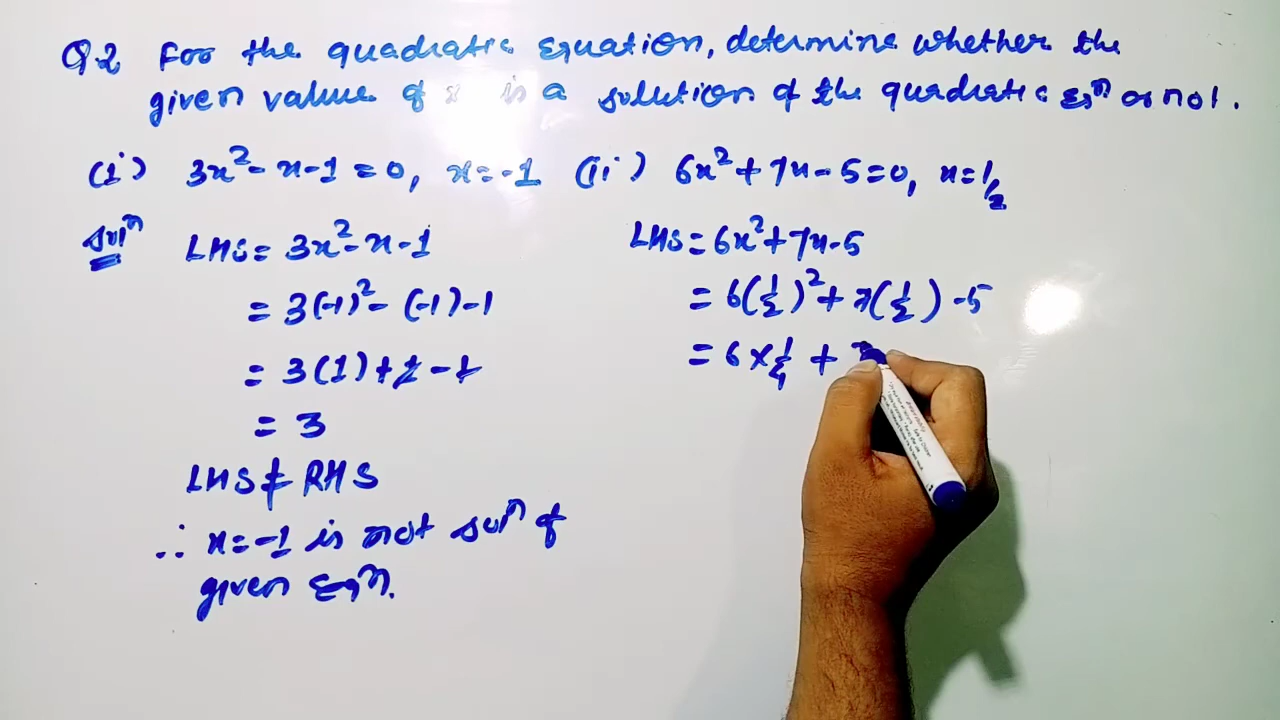 Q2 For the quadratic Equation, determine whether the
given value of x is a solution of the quadratic Eqn or not.
(i) 3x²-x-1=0, x=-1 (ii) 6x²+7x-5=0, x=1/2
soln LHS= 3x²-x-1
= 3(-1)²-(-1)-1
= 3(1)+1-1
= 3
LHS≠RHS
∴ x=-1 is not soln of
given Eqn.
LHS=6x²+7x-5
= 6(1/2)²+7(1/2)-5
= 6×1/4+